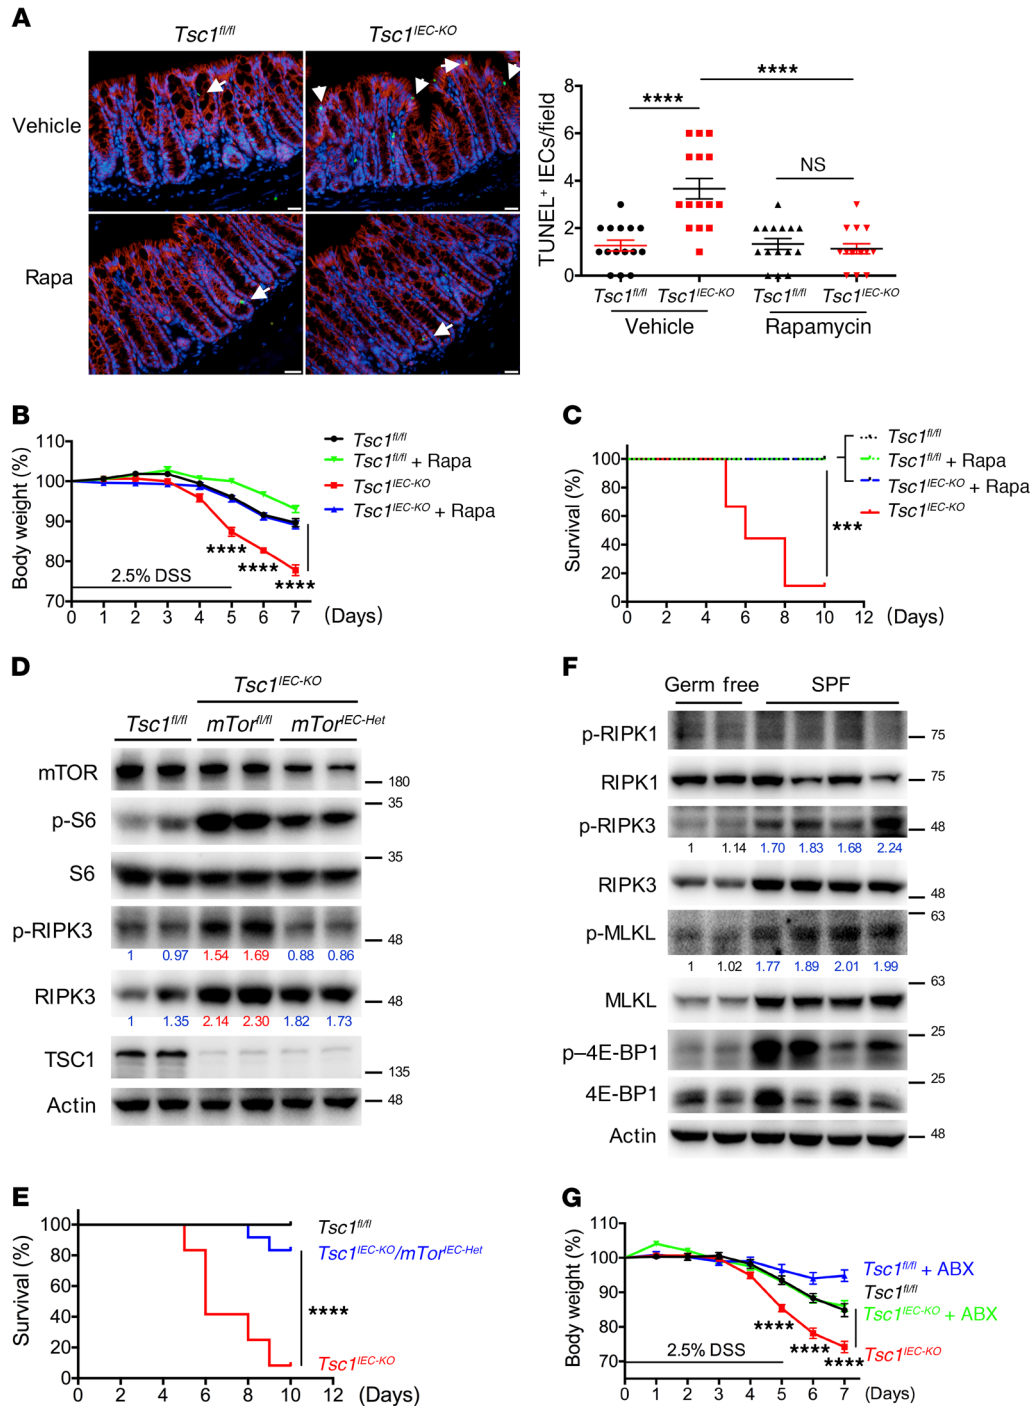 A
Tsc1fl/fl
Tsc1IEC-KO
Vehicle
Rapa
TUNEL+ IECs/field
8
6
4
2
0
****
****
NS
Tsc1fl/fl
Tsc1IEC-KO
Tsc1fl/fl
Tsc1IEC-KO
Vehicle
Rapamycin
B
Body weight (%)
110
100
90
80
70
Tsc1fl/fl
Tsc1fl/fl + Rapa
Tsc1IEC-KO
Tsc1IEC-KO + Rapa
****
****
****
2.5% DSS
0 1 2 3 4 5 6 7 (Days)
C
Survival (%)
100
80
60
40
20
0
Tsc1fl/fl
Tsc1fl/fl + Rapa
Tsc1IEC-KO + Rapa
Tsc1IEC-KO
***
0 2 4 6 8 10 12 (Days)
D
Tsc1IEC-KO
Tsc1fl/fl mTorfl/fl mTorIEC-Het
mTOR
180
p-S6
35
S6
35
p-RIPK3
48
1 0.97 1.54 1.69 0.88 0.86
RIPK3
48
1 1.35 2.14 2.30 1.82 1.73
TSC1
135
Actin
48
F
Germ free SPF
p-RIPK1
75
RIPK1
75
p-RIPK3
48
1 1.14 1.70 1.83 1.68 2.24
RIPK3
48
p-MLKL
63
1 1.02 1.77 1.89 2.01 1.99
MLKL
63
p–4E-BP1
25
4E-BP1
25
Actin
48
E
Survival (%)
100
80
60
40
20
0
Tsc1fl/fl
Tsc1IEC-KO/mTorIEC-Het
****
Tsc1IEC-KO
0 2 4 6 8 10 12 (Days)
G
Body weight (%)
110
100
90
80
70
Tsc1fl/fl + ABX
Tsc1fl/fl
Tsc1IEC-KO + ABX
Tsc1IEC-KO
****
****
****
2.5% DSS
0 1 2 3 4 5 6 7 (Days)